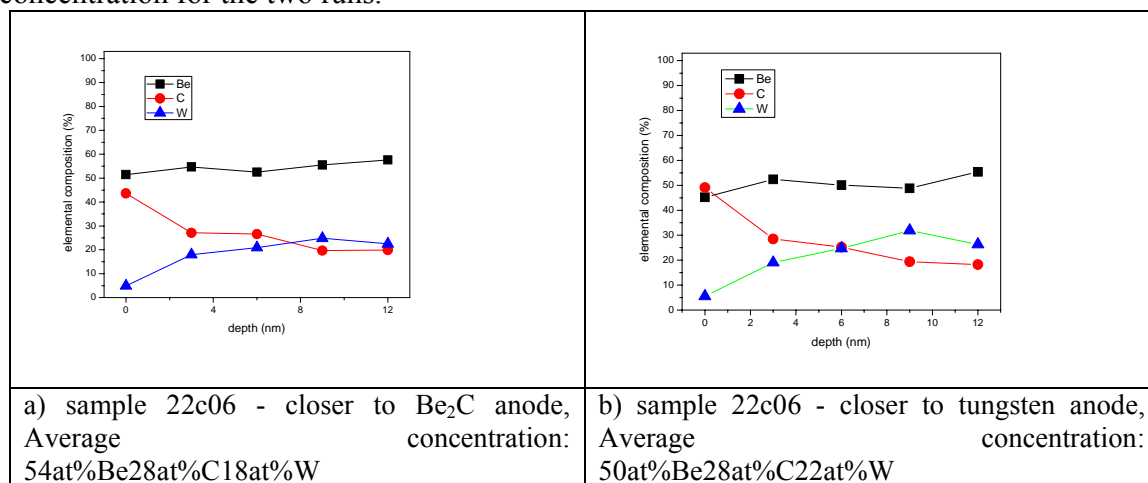 concentration for the two runs.
100
90
80
70
60
50
40
30
20
10
0
elemental composition (%)
Be
C
W
0
4
8
12
depth (nm)
100
90
80
70
60
50
40
30
20
10
0
elemental composition (%)
Be
C
W
0
2
4
6
8
10
12
depth (nm)
a) sample 22c06 - closer to Be₂C anode,
Average concentration:
54at%Be28at%C18at%W
b) sample 22c06 - closer to tungsten anode,
Average concentration:
50at%Be28at%C22at%W